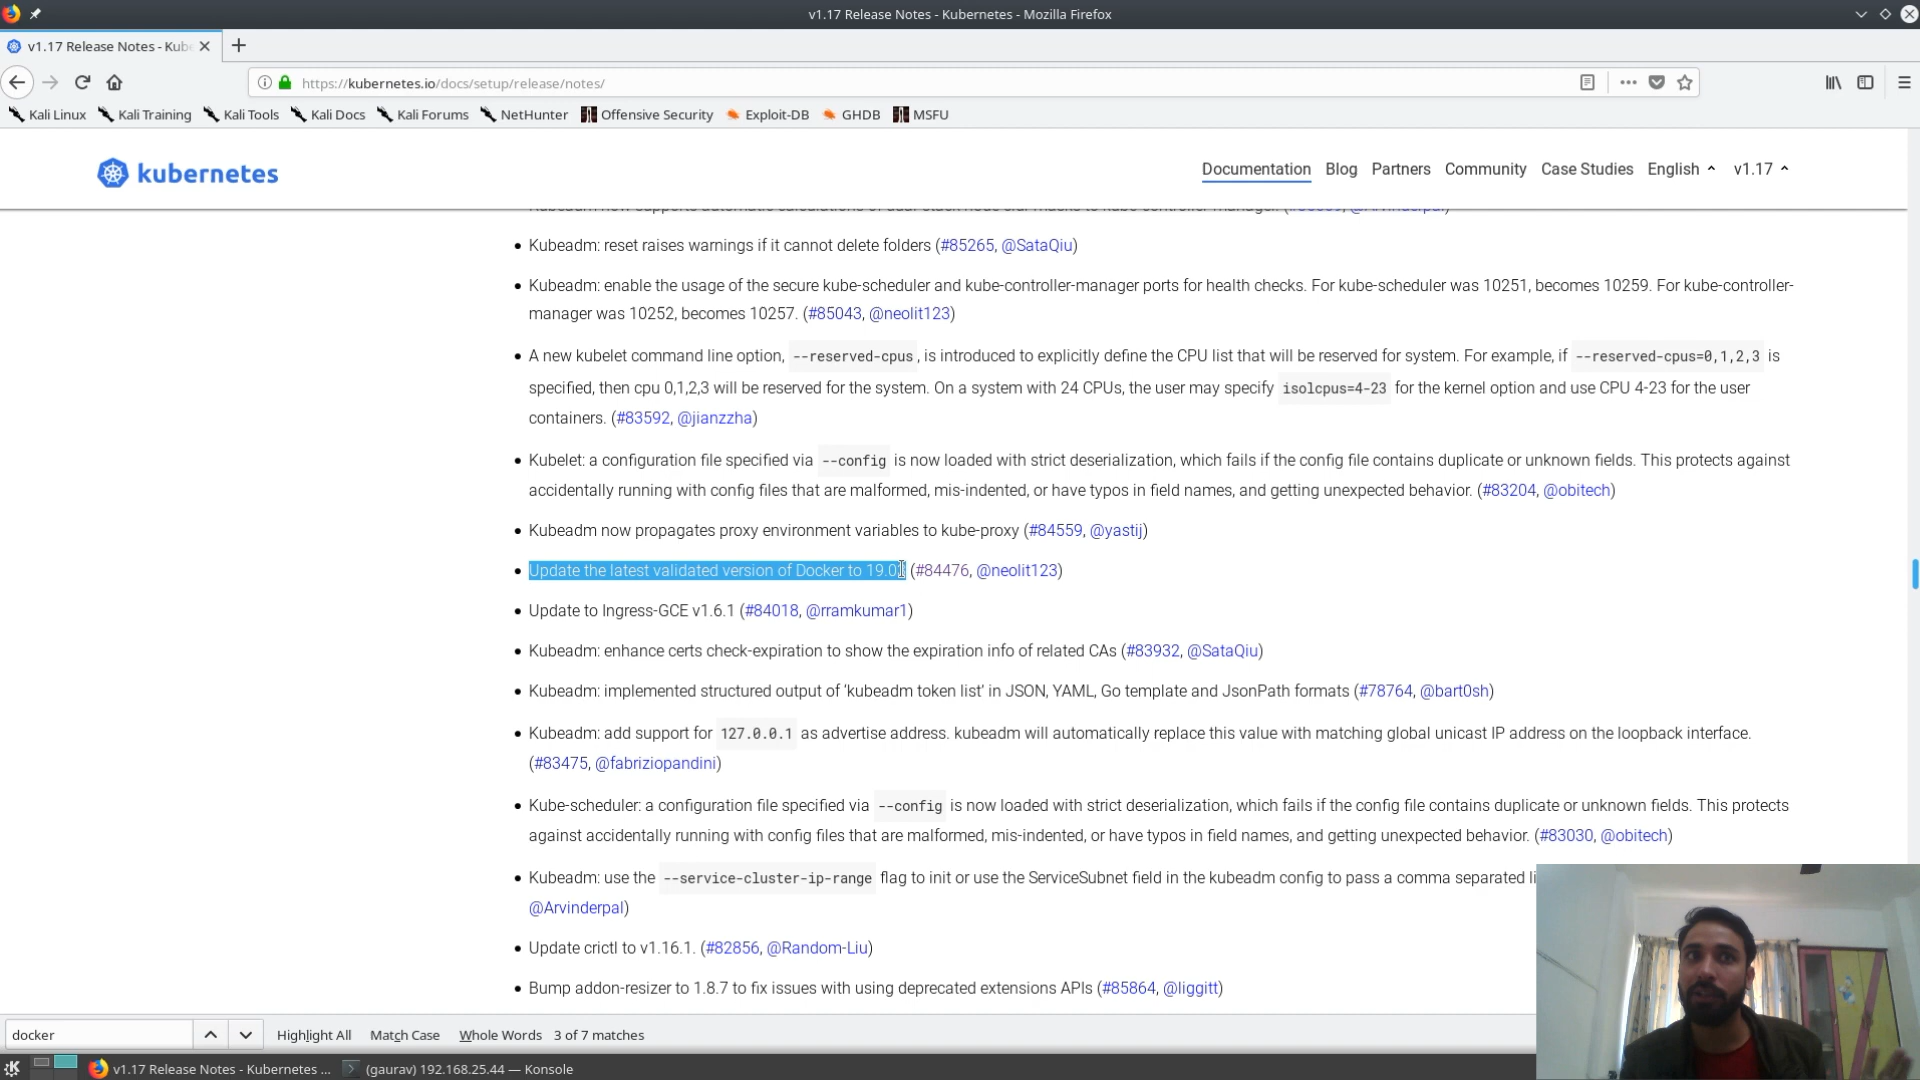 v1.17 Release Notes - Kubernetes - Mozilla Firefox
v1.17 Release Notes - Kub
https://kubernetes.io/docs/setup/release/notes/
Kali Linux Kali Training Kali Tools Kali Docs Kali Forums NetHunter Offensive Security Exploit-DB GHDB MSFU
kubernetes
Documentation Blog Partners Community Case Studies English v1.17
Kubeadm: reset raises warnings if it cannot delete folders (#85265, @SataQiu)
Kubeadm: enable the usage of the secure kube-scheduler and kube-controller-manager ports for health checks. For kube-scheduler was 10251, becomes 10259. For kube-controller-
manager was 10252, becomes 10257. (#85043, @neolit123)
A new kubelet command line option, --reserved-cpus, is introduced to explicitly define the CPU list that will be reserved for system. For example, if --reserved-cpus=0,1,2,3 is
specified, then cpu 0,1,2,3 will be reserved for the system. On a system with 24 CPUs, the user may specify isolcpus=4-23 for the kernel option and use CPU 4-23 for the user
containers. (#83592, @jianzzha)
Kubelet: a configuration file specified via --config is now loaded with strict deserialization, which fails if the config file contains duplicate or unknown fields. This protects against
accidentally running with config files that are malformed, mis-indented, or have typos in field names, and getting unexpected behavior. (#83204, @obitech)
Kubeadm now propagates proxy environment variables to kube-proxy (#84559, @yastij)
Update the latest validated version of Docker to (#84476, @neolit123)
Update to Ingress-GCE v1.6.1 (#84018, @rramkumar1)
Kubeadm: enhance certs check-expiration to show the expiration info of related CAs (#83932, @SataQiu)
Kubeadm: implemented structured output of ‘kubeadm token list’ in JSON, YAML, Go template and JsonPath formats (#78764, @bart0sh)
Kubeadm: add support for 127.0.0.1 as advertise address. kubeadm will automatically replace this value with matching global unicast IP address on the loopback interface.
(#83475, @fabriziopandini)
Kube-scheduler: a configuration file specified via --config is now loaded with strict deserialization, which fails if the config file contains duplicate or unknown fields. This protects
against accidentally running with config files that are malformed, mis-indented, or have typos in field names, and getting unexpected behavior. (#83030, @obitech)
Kubeadm: use the --service-cluster-ip-range flag to init or use the ServiceSubnet field in the kubeadm config to pass a comma separated
@Arvinderpal)
Update crictl to v1.16.1. (#82856, @Random-Liu)
Bump addon-resizer to 1.8.7 to fix issues with using deprecated extensions APIs (#85864, @liggitt)
docker Highlight All Match Case Whole Words 3 of 7 matches
v1.17 Release Notes - Kubernetes ... (gaurav) 192.168.25.44 — Konsole